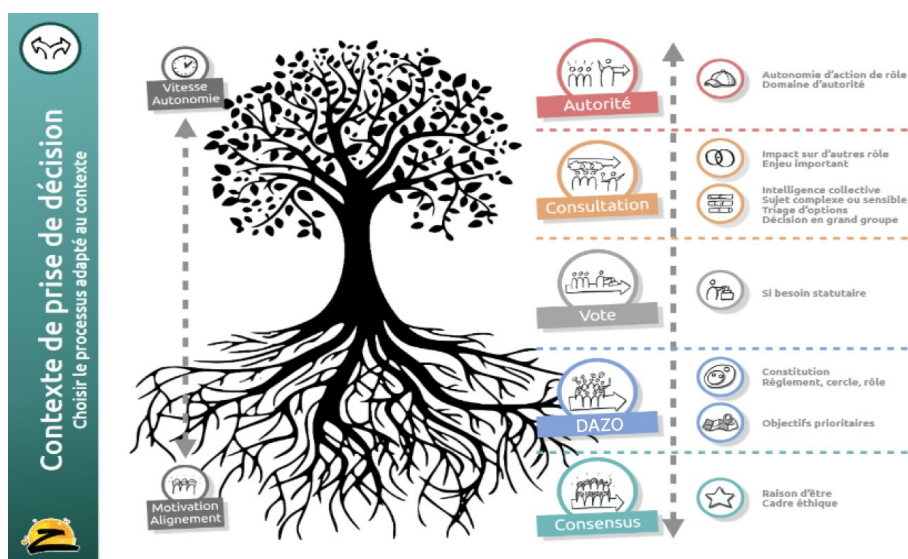 Contexte de prise de décision
Choisir le processus adapté au contexte
Vitesse
Autonomie
Motivation
Alignement
Autorité
Autonomie d'action de rôle
Domaine d'autorité
Consultation
Impact sur d'autres rôle
Enjeu important
Intelligence collective
Sujet complexe ou sensible
Triage d'options
Décision en grand groupe
Vote
Si besoin statutaire
DAZO
Constitution
Règlement, cercle, rôle
Objectifs prioritaires
Consensus
Raison d'être
Cadre éthique
Z